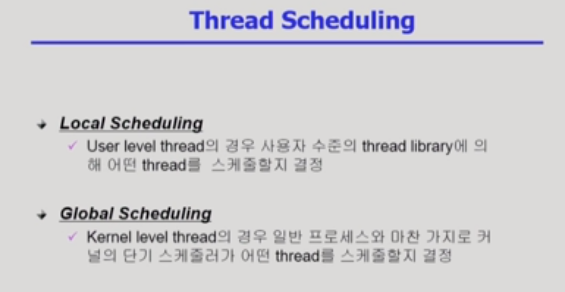 Thread Scheduling
Local Scheduling
User level thread의 경우 사용자 수준의 thread library에 의
해 어떤 thread를 스케줄할지 결정
Global Scheduling
Kernel level thread의 경우 일반 프로세스와 마찬 가지로 커
널의 단기 스케줄러가 어떤 thread를 스케줄할지 결정